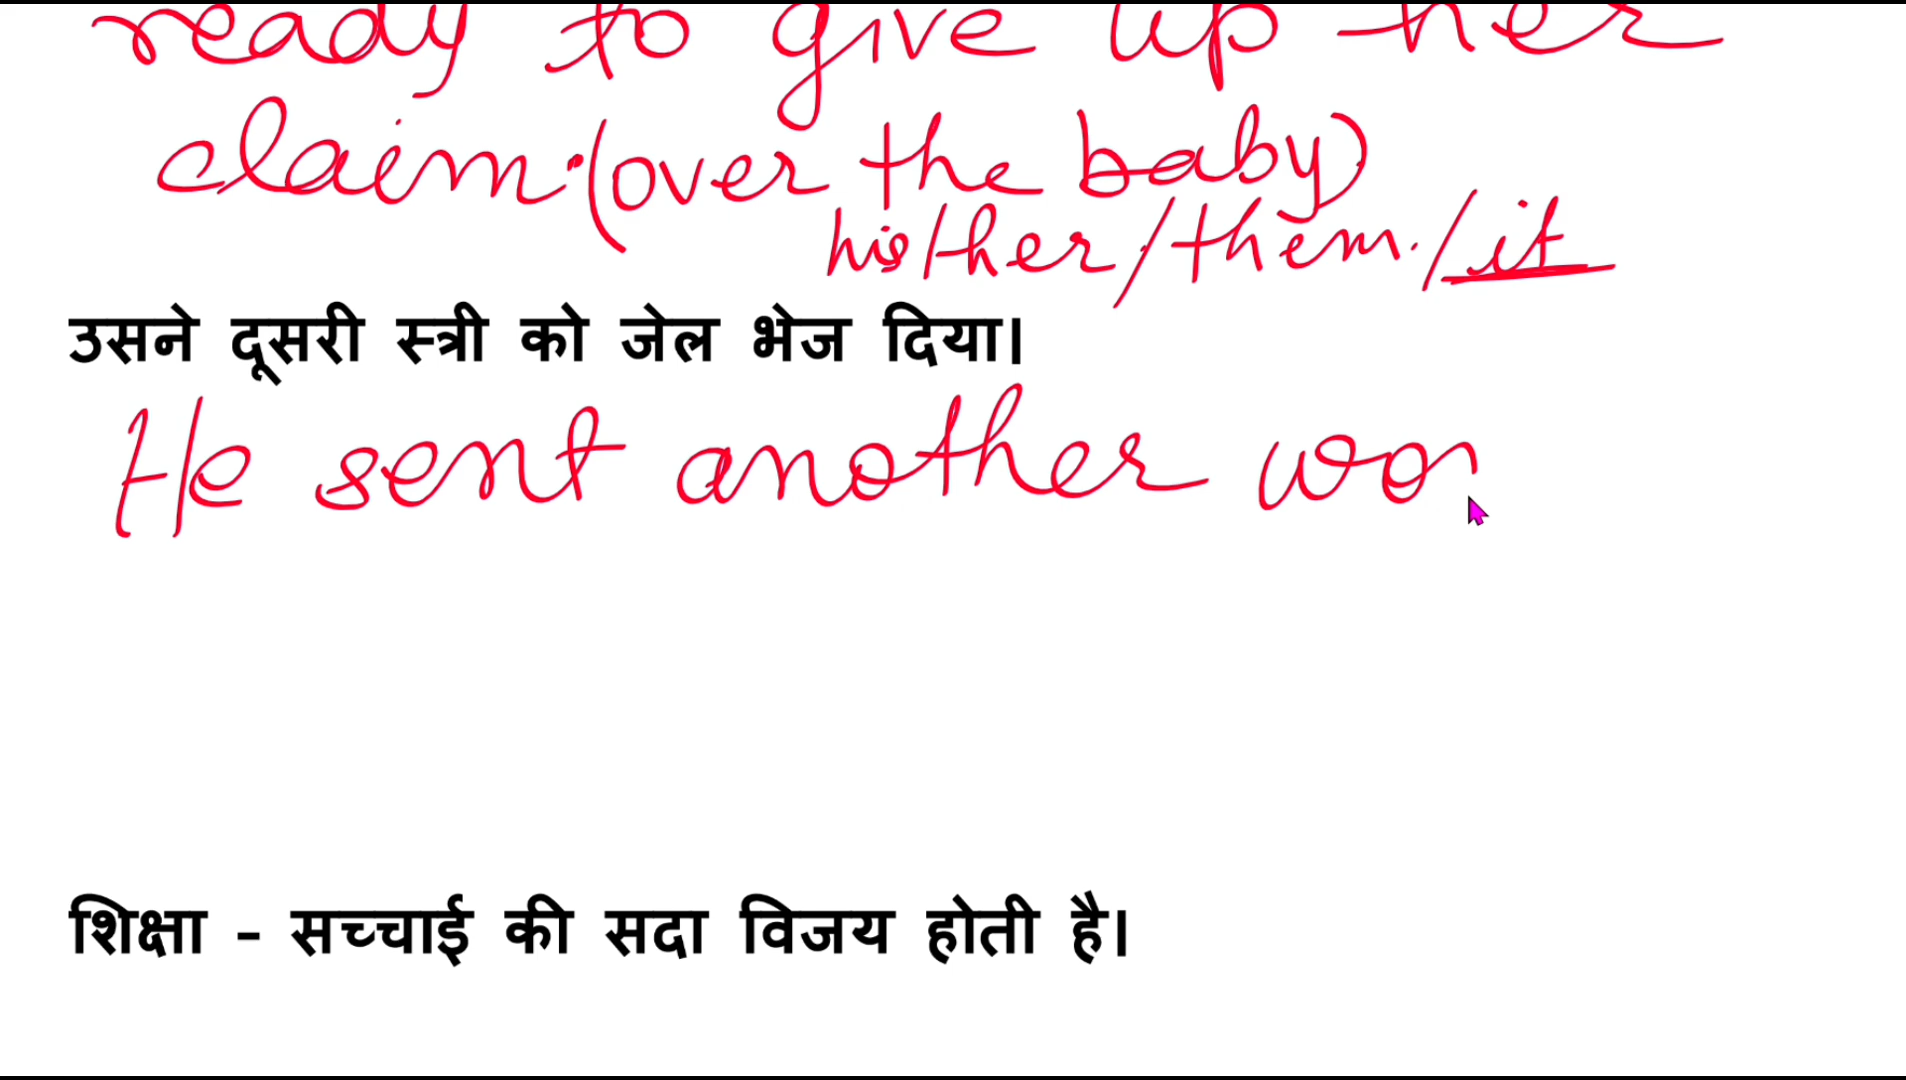 ready to give up her
claim. (over the baby)
his/her/them./it
उसने दूसरी स्त्री को जेल भेज दिया।
He sent another wom
शिक्षा - सच्चाई की सदा विजय होती है।